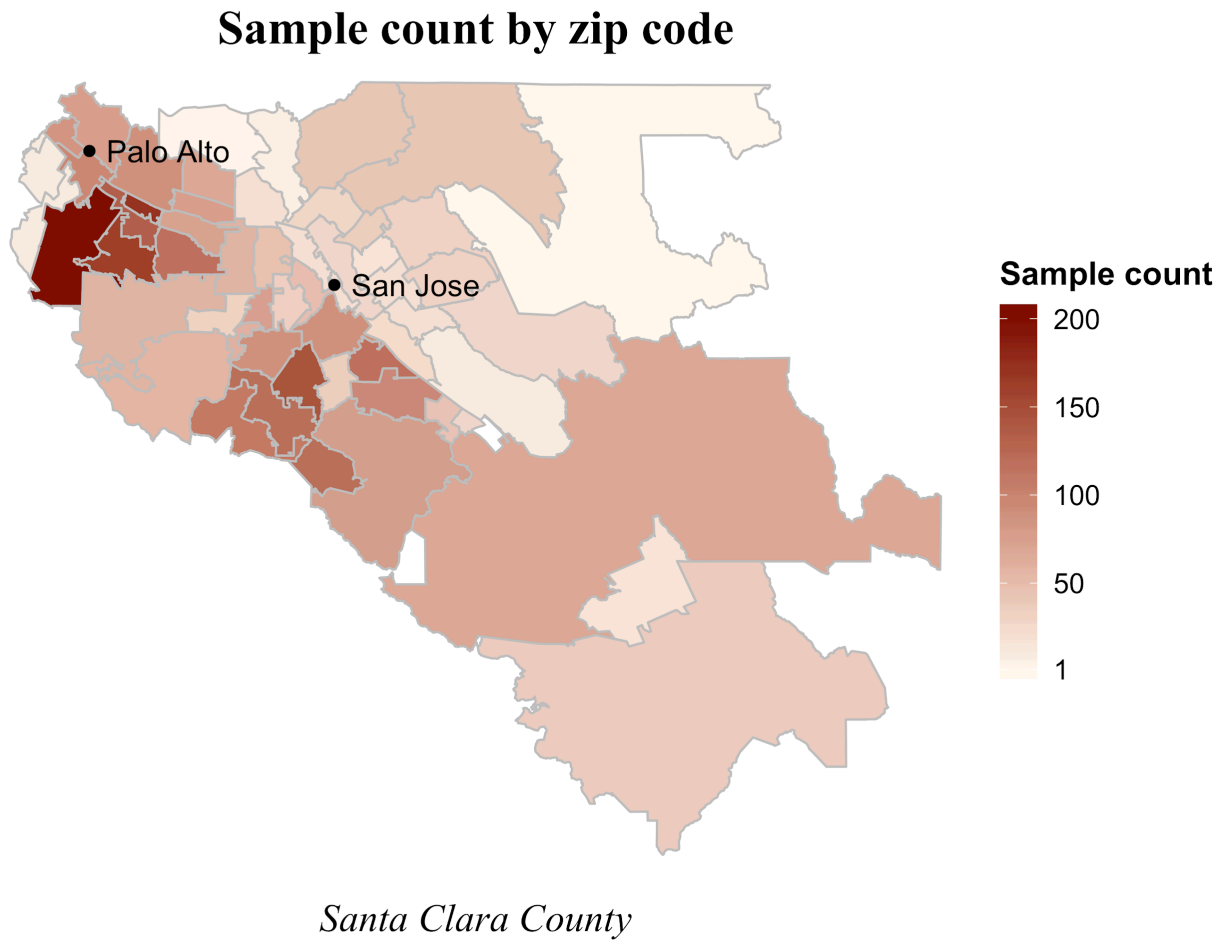 Sample count by zip code
Palo Alto
San Jose
Sample count
200
150
100
50
1
Santa Clara County